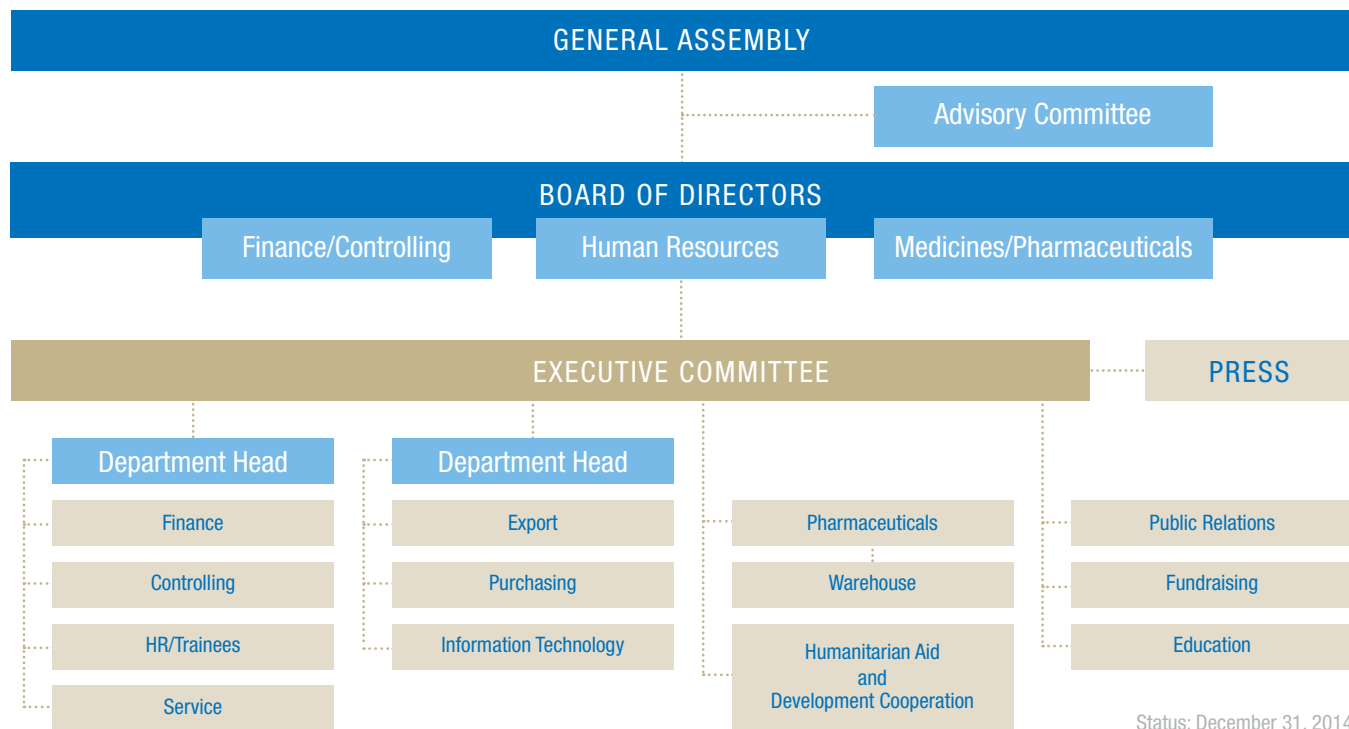 GENERAL ASSEMBLY
Advisory Committee
BOARD OF DIRECTORS
Finance/Controlling
Human Resources
Medicines/Pharmaceuticals
EXECUTIVE COMMITTEE
PRESS
Department Head
Finance
Controlling
HR/Trainees
Service
Department Head
Export
Purchasing
Information Technology
Pharmaceuticals
Warehouse
Humanitarian Aid
and
Development Cooperation
Public Relations
Fundraising
Education
Status: December 31, 2014